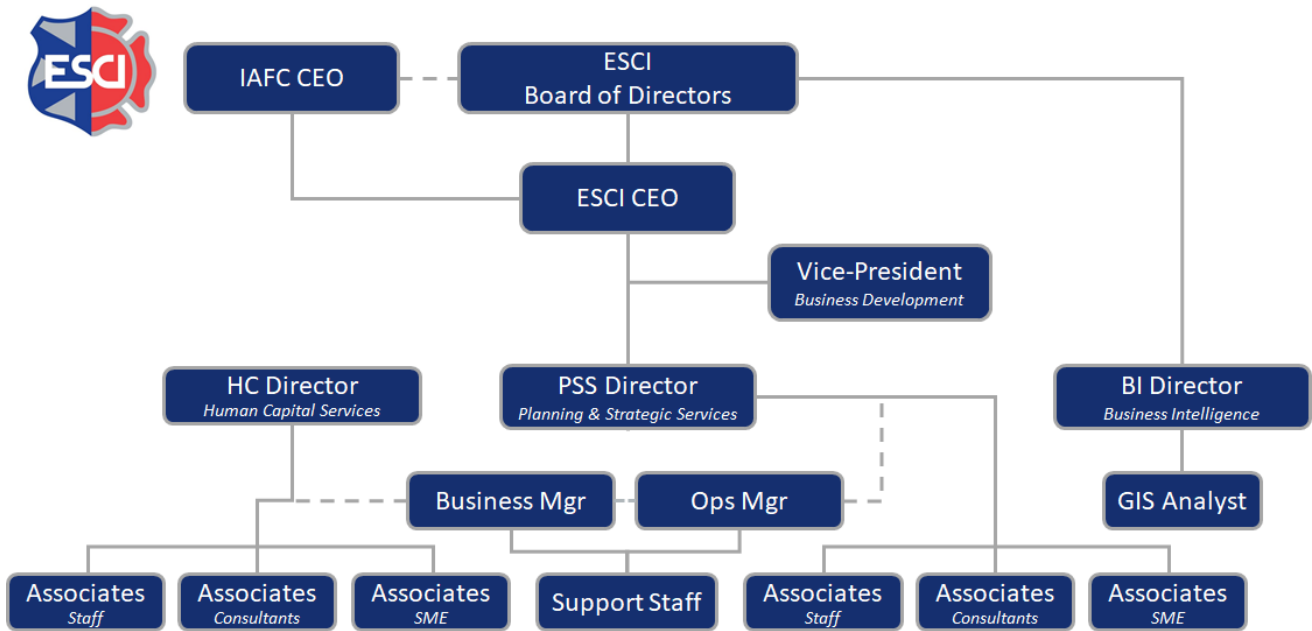 ESCI
IAFC CEO
ESCI
Board of Directors
ESCI CEO
Vice-President
Business Development
HC Director
Human Capital Services
PSS Director
Planning & Strategic Services
BI Director
Business Intelligence
Business Mgr
Ops Mgr
GIS Analyst
Associates
Staff
Associates
Consultants
Associates
SME
Support Staff
Associates
Staff
Associates
Consultants
Associates
SME